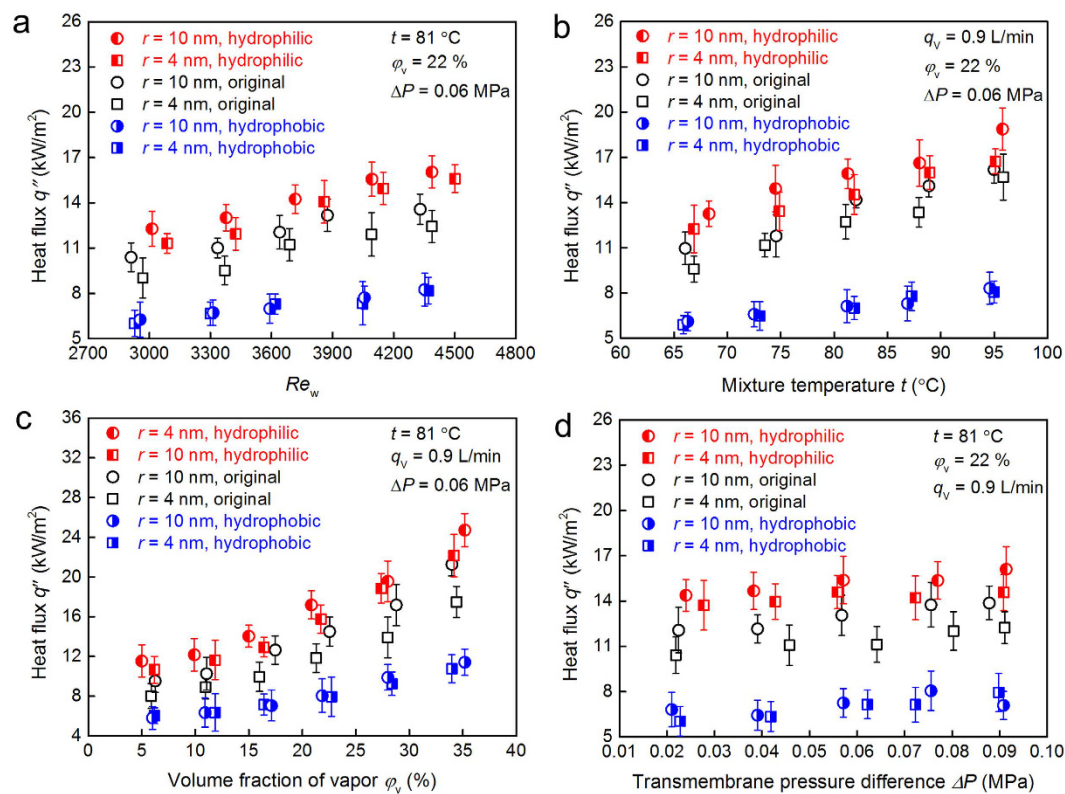 a
Heat flux q″ (kW/m²)
26
23
20
17
14
11
8
5
r = 10 nm, hydrophilic
r = 4 nm, hydrophilic
r = 10 nm, original
r = 4 nm, original
r = 10 nm, hydrophobic
r = 4 nm, hydrophobic
t = 81 °C
φv = 22 %
ΔP = 0.06 MPa
2700 3000 3300 3600 3900 4200 4500 4800
Rew
b
Heat flux q″ (kW/m²)
26
23
20
17
14
11
8
5
r = 10 nm, hydrophilic
r = 4 nm, hydrophilic
r = 10 nm, original
r = 4 nm, original
r = 10 nm, hydrophobic
r = 4 nm, hydrophobic
qV = 0.9 L/min
φv = 22 %
ΔP = 0.06 MPa
60 65 70 75 80 85 90 95 100
Mixture temperature t (°C)
c
Heat flux q″ (kW/m²)
36
32
28
24
20
16
12
8
4
r = 4 nm, hydrophilic
r = 10 nm, hydrophilic
r = 10 nm, original
r = 4 nm, original
r = 10 nm, hydrophobic
r = 4 nm, hydrophobic
t = 81 °C
qV = 0.9 L/min
ΔP = 0.06 MPa
0 5 10 15 20 25 30 35 40
Volume fraction of vapor φv (%)
d
Heat flux q″ (kW/m²)
26
23
20
17
14
11
8
5
r = 10 nm, hydrophilic
r = 4 nm, hydrophilic
r = 10 nm, original
r = 4 nm, original
r = 10 nm, hydrophobic
r = 4 nm, hydrophobic
t = 81 °C
φv = 22 %
qV = 0.9 L/min
0.01 0.02 0.03 0.04 0.05 0.06 0.07 0.08 0.09 0.10
Transmembrane pressure difference ΔP (MPa)